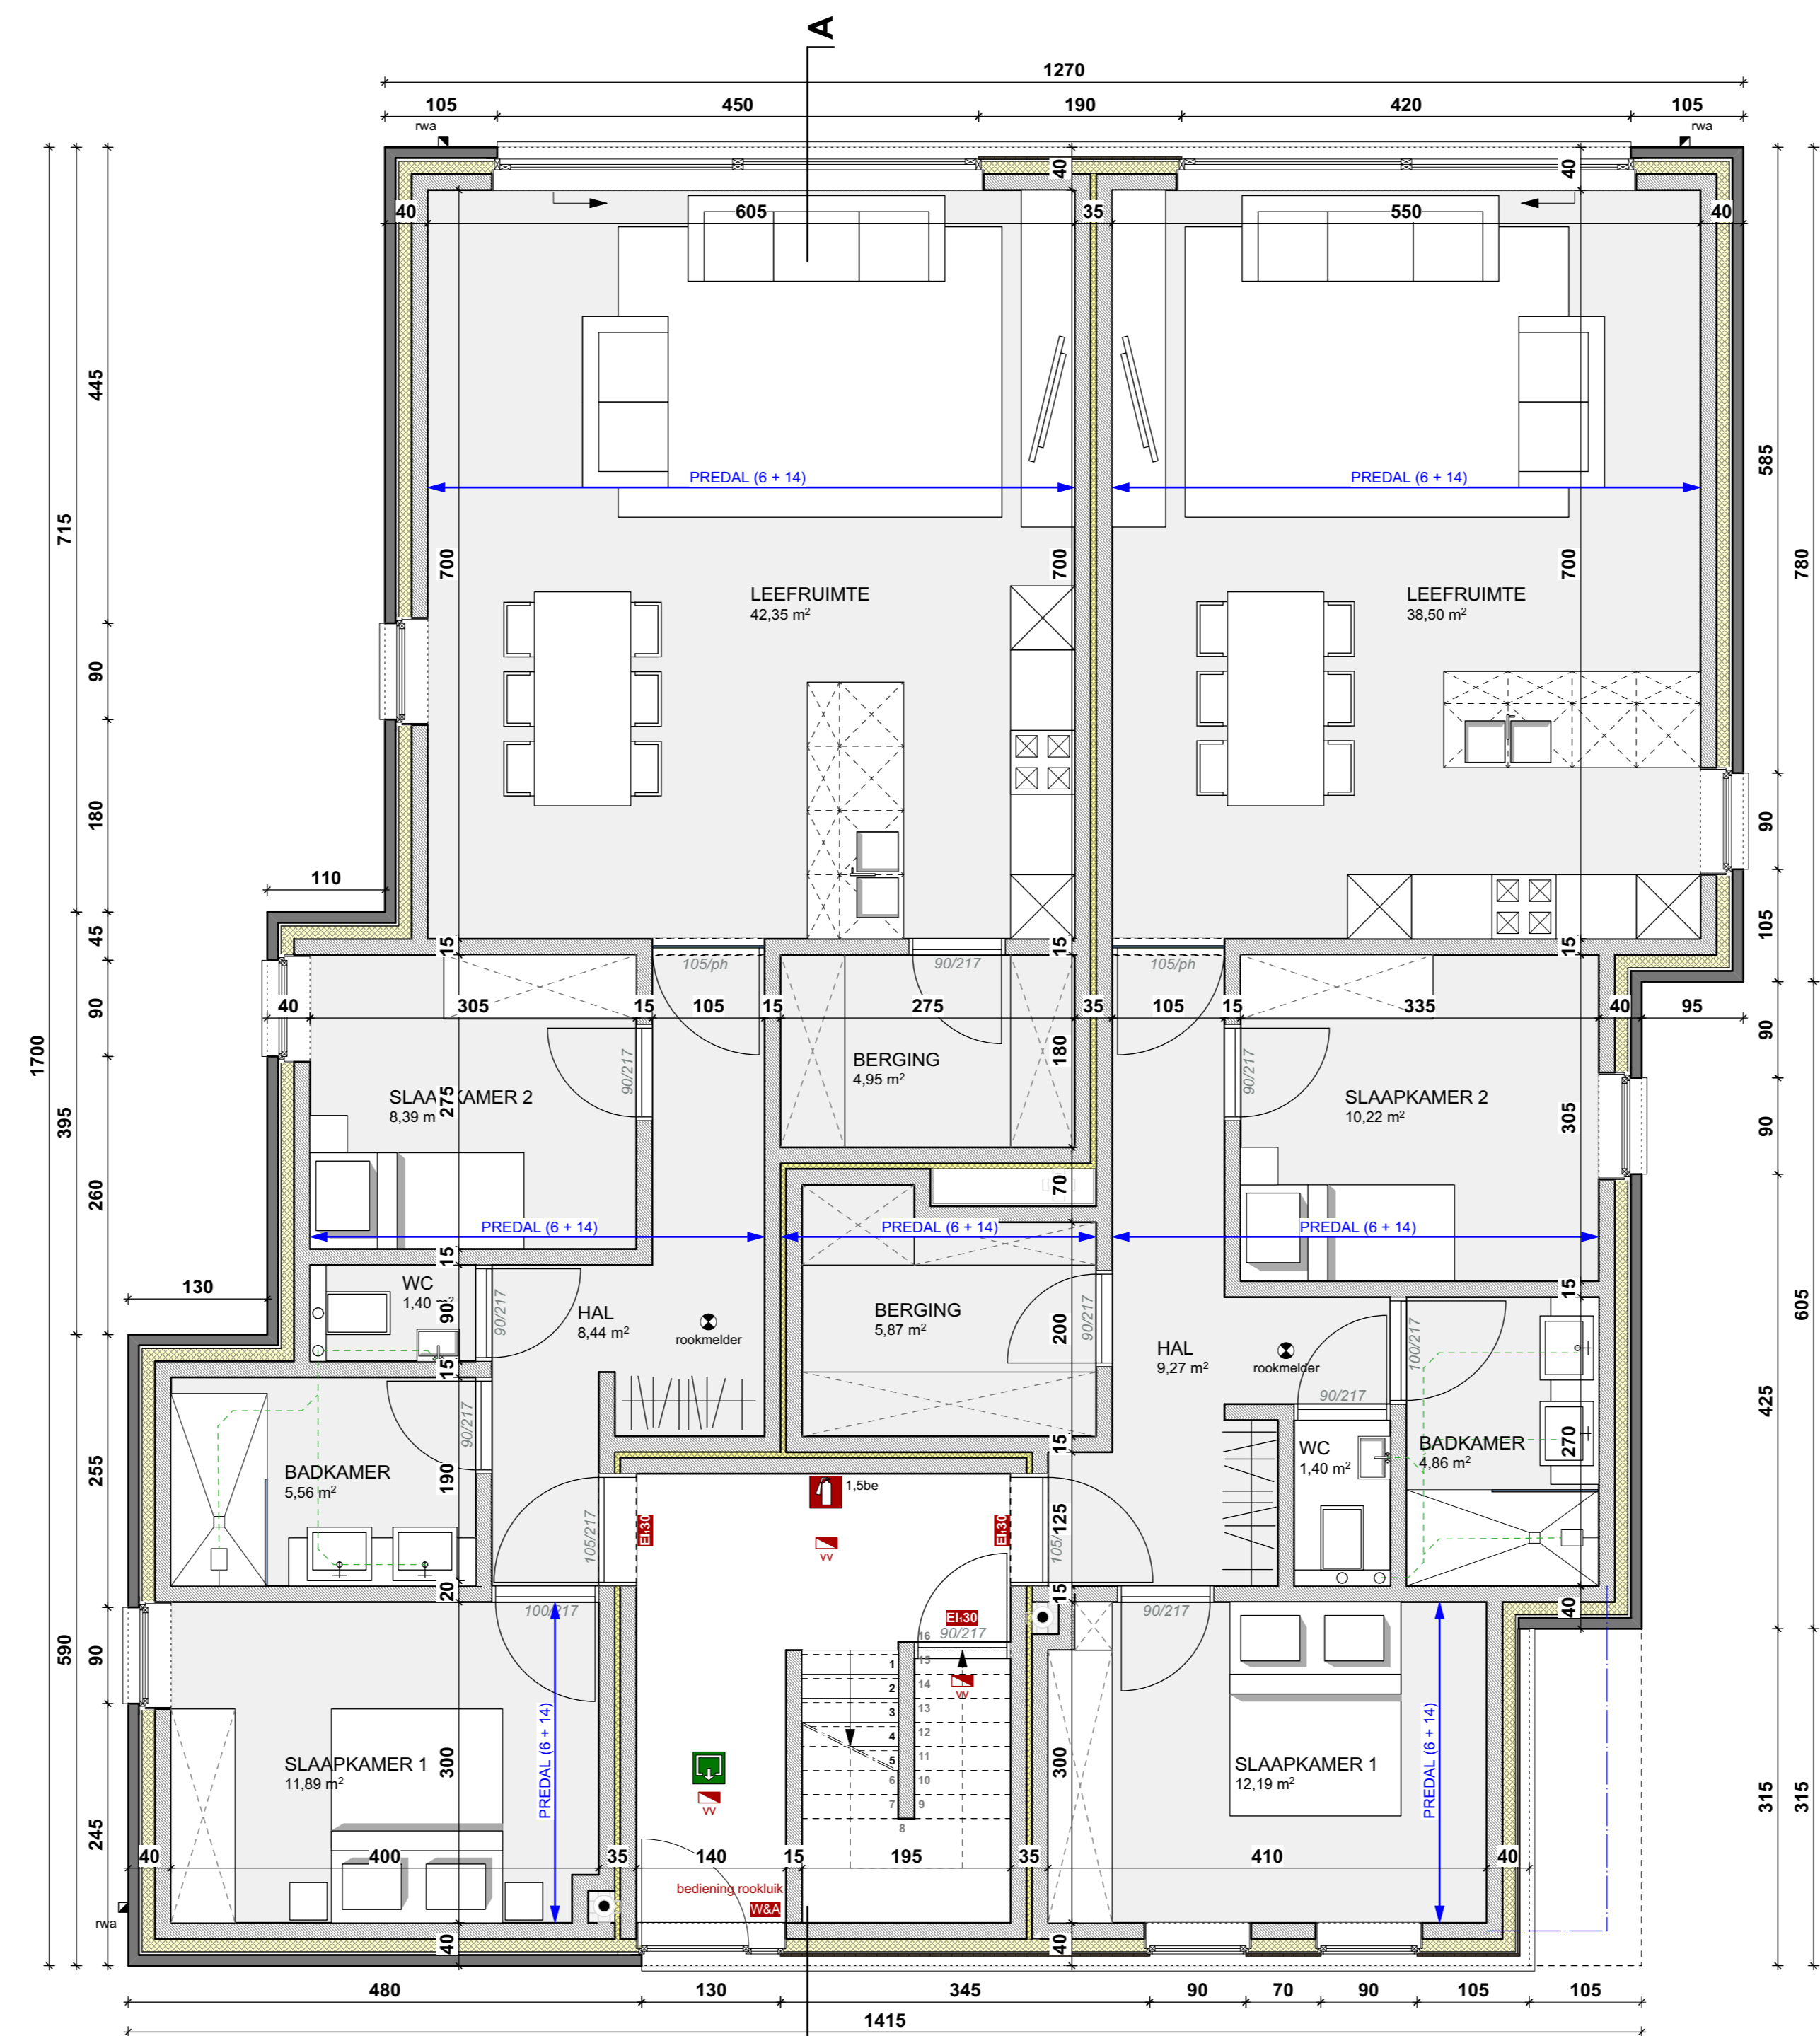 A
1270
105 450 190 420 105
rwa
rwa
40 40
40 605 35 550 40
445
585
PREDAL (6 + 14)
PREDAL (6 + 14)
715
700
700
700
780
LEEFRUIMTE
42,35 m²
LEEFRUIMTE
38,50 m²
90
180
90
110
45
15
15
15
105
105/ph
90/217
105/ph
40 305 15 105 15 275 35 105 15 335 40 95
90
90
1700
90/217
BERGING
4,95 m²
180
90/217
SLAAPKAMER 2
8,39 m
275
SLAAPKAMER 2
10,22 m²
305
90
395
260
70
PREDAL (6 + 14)
PREDAL (6 + 14)
PREDAL (6 + 14)
15
130
WC
1,40 m²
90
90/217
HAL
8,44 m²
rookmelder
BERGING
5,87 m²
200
90/217
15
HAL
9,27 m²
rookmelder
100/217
605
15
90/217
425
90/217
BADKAMER
5,56 m²
190
255
15
WC
1,40 m²
BADKAMER
4,86 m²
270
1,5be
vv
105/217
EI₁30
EI₁30
105/
125
20
15
40
100/217
EI₁30
90/217
90/217
16
15
14
13
12
11
10
9
8
1
2
3
4
5
6
7
vv
590
90
SLAAPKAMER 1
11,89 m²
300
PREDAL (6 + 14)
vv
300
SLAAPKAMER 1
12,19 m²
PREDAL (6 + 14)
315
315
245
40 400 35 140 15 195 35 410 40
bediening rookluik
W&A
rwa
40
40
480 130 345 90 70 90 105 105
1415